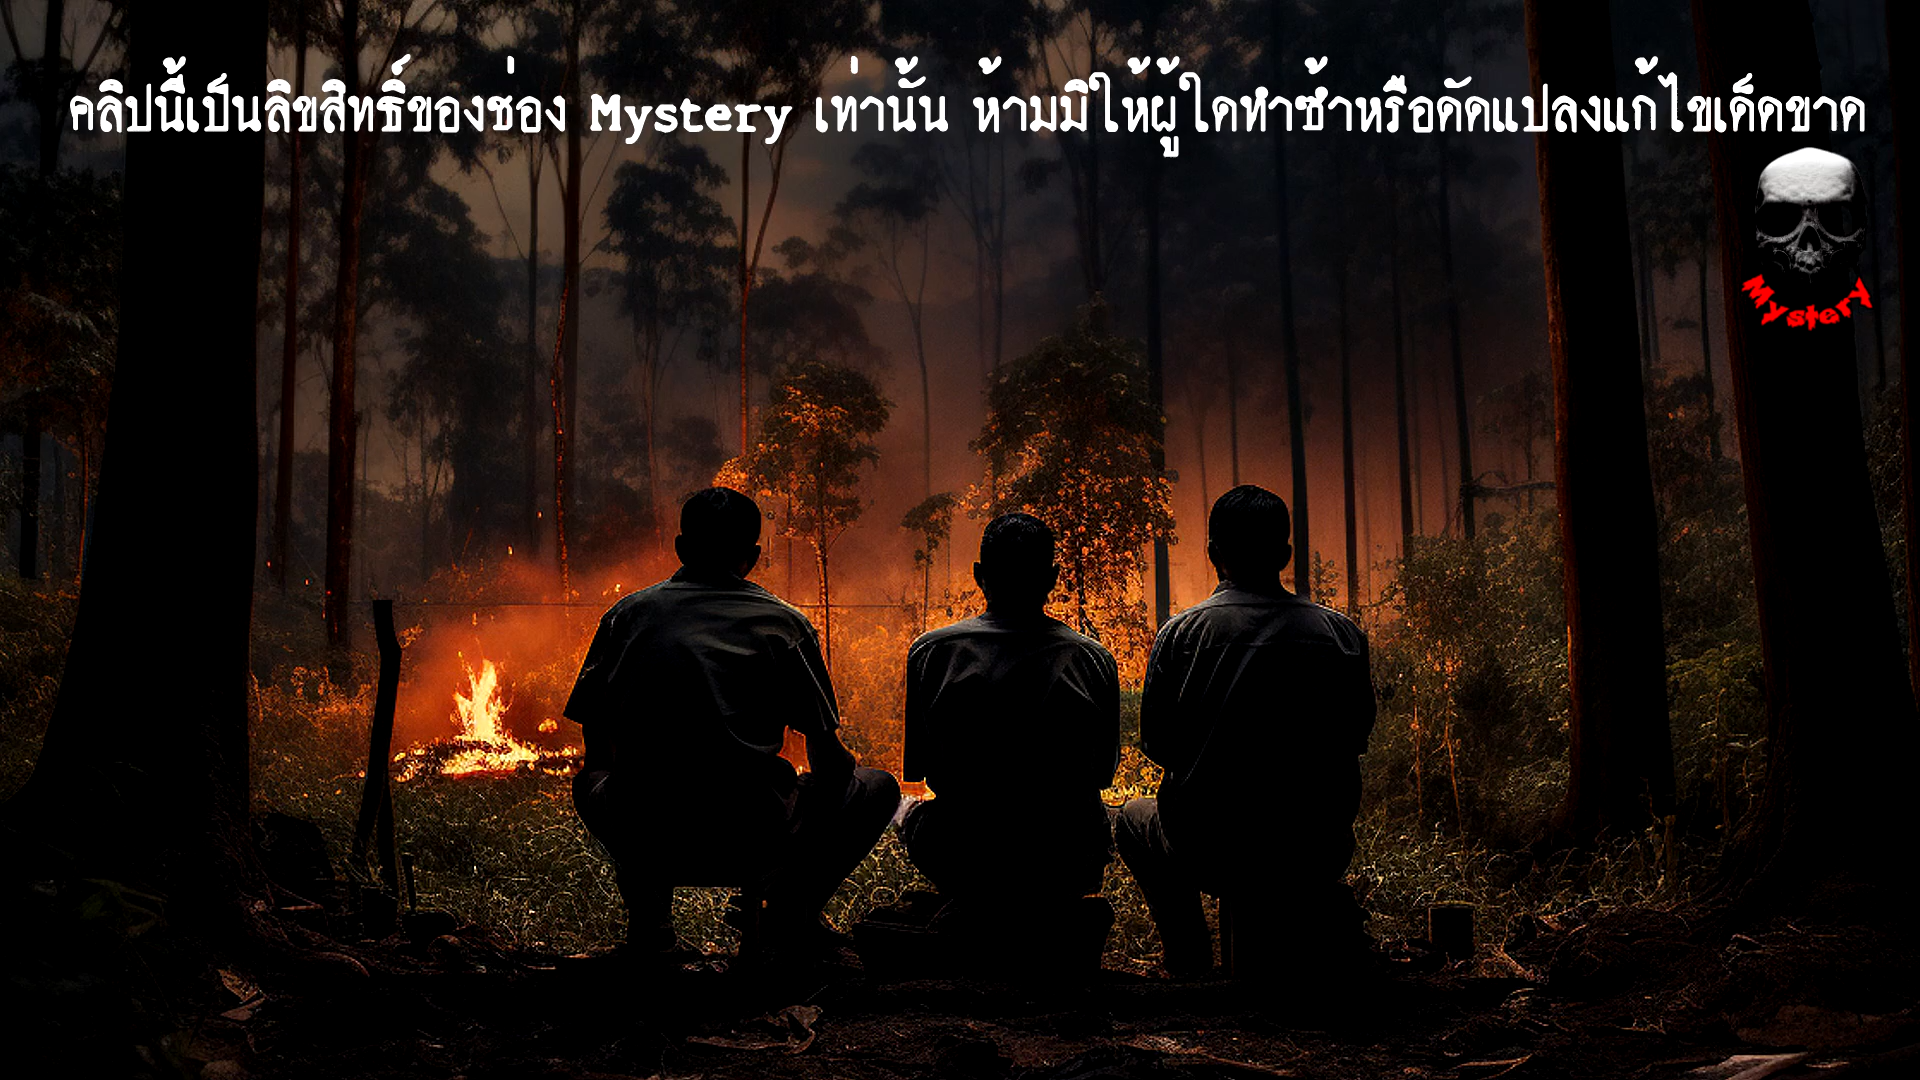 คลิปนี้เป็นลิขสิทธิ์ของช่อง Mystery เท่านั้น ห้ามมิให้ผู้ใดทำซ้ำหรือดัดแปลงแก้ไขเด็ดขาด
Mystery